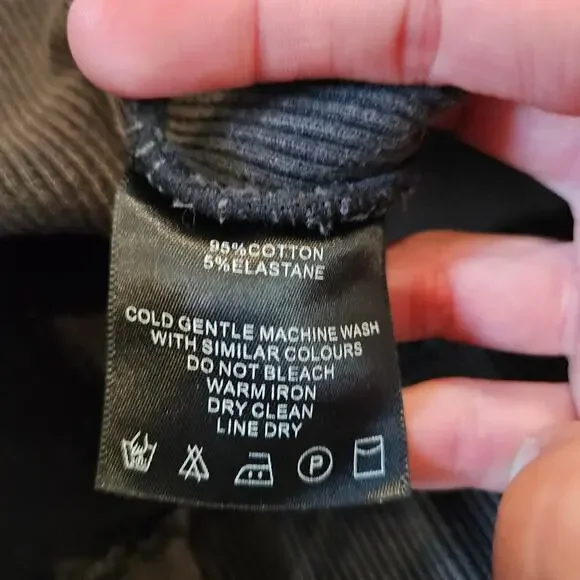 95%COTTON
5%ELASTANE
COLD GENTLE MACHINE WASH
WITH SIMILAR COLOURS
DO NOT BLEACH
WARM IRON
DRY CLEAN
LINE DRY
P